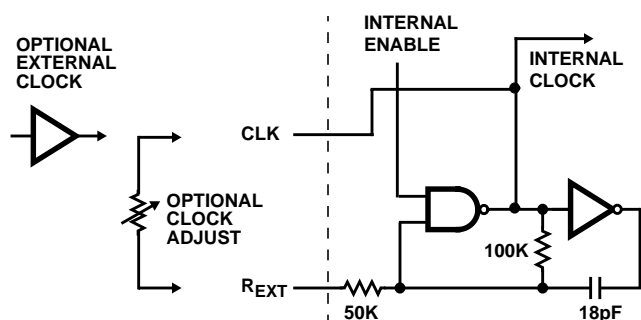 OPTIONAL
EXTERNAL
CLOCK
INTERNAL
ENABLE
INTERNAL
CLOCK
CLK
OPTIONAL
CLOCK
ADJUST
100K
REXT
50K
18pF